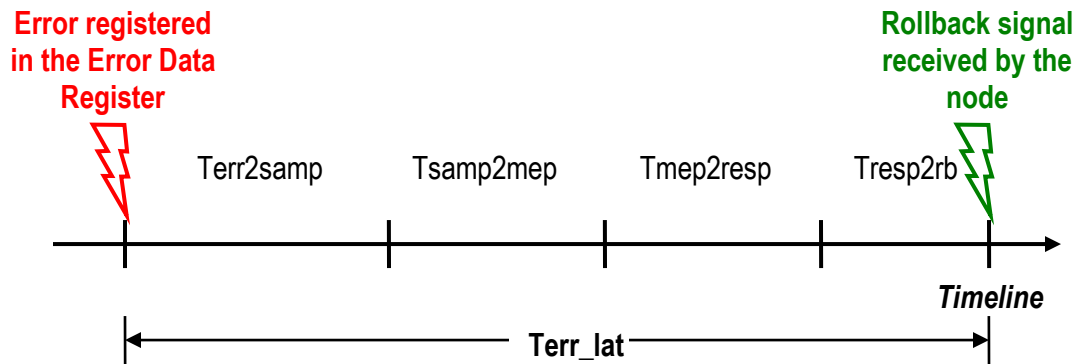 Error registered
in the Error Data
Register
Rollback signal
received by the
node
Terr2samp
Tsamp2mep
Tmep2resp
Tresp2rb
Timeline
Terr_lat